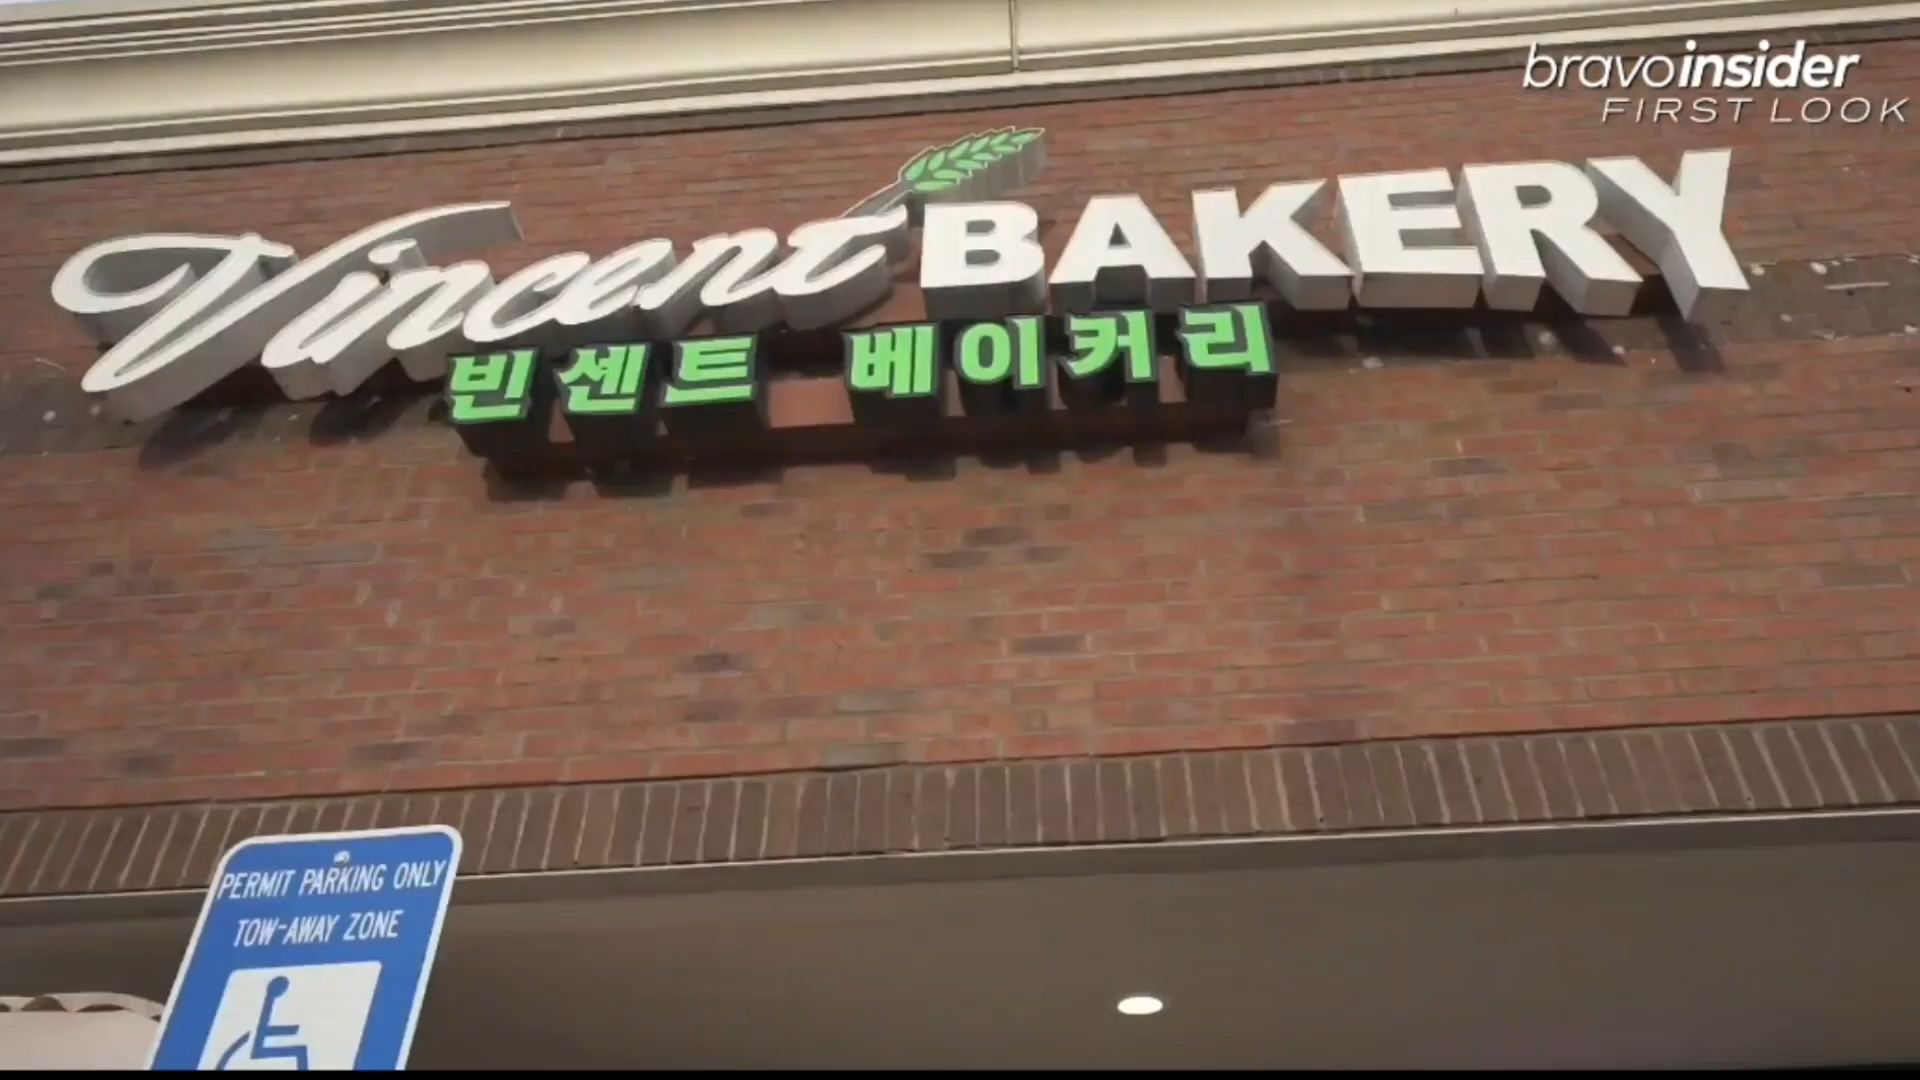 bravoinsider
FIRST LOOK
Vincent BAKERY
빈센트 베이커리
PERMIT PARKING ONLY
TOW-AWAY ZONE